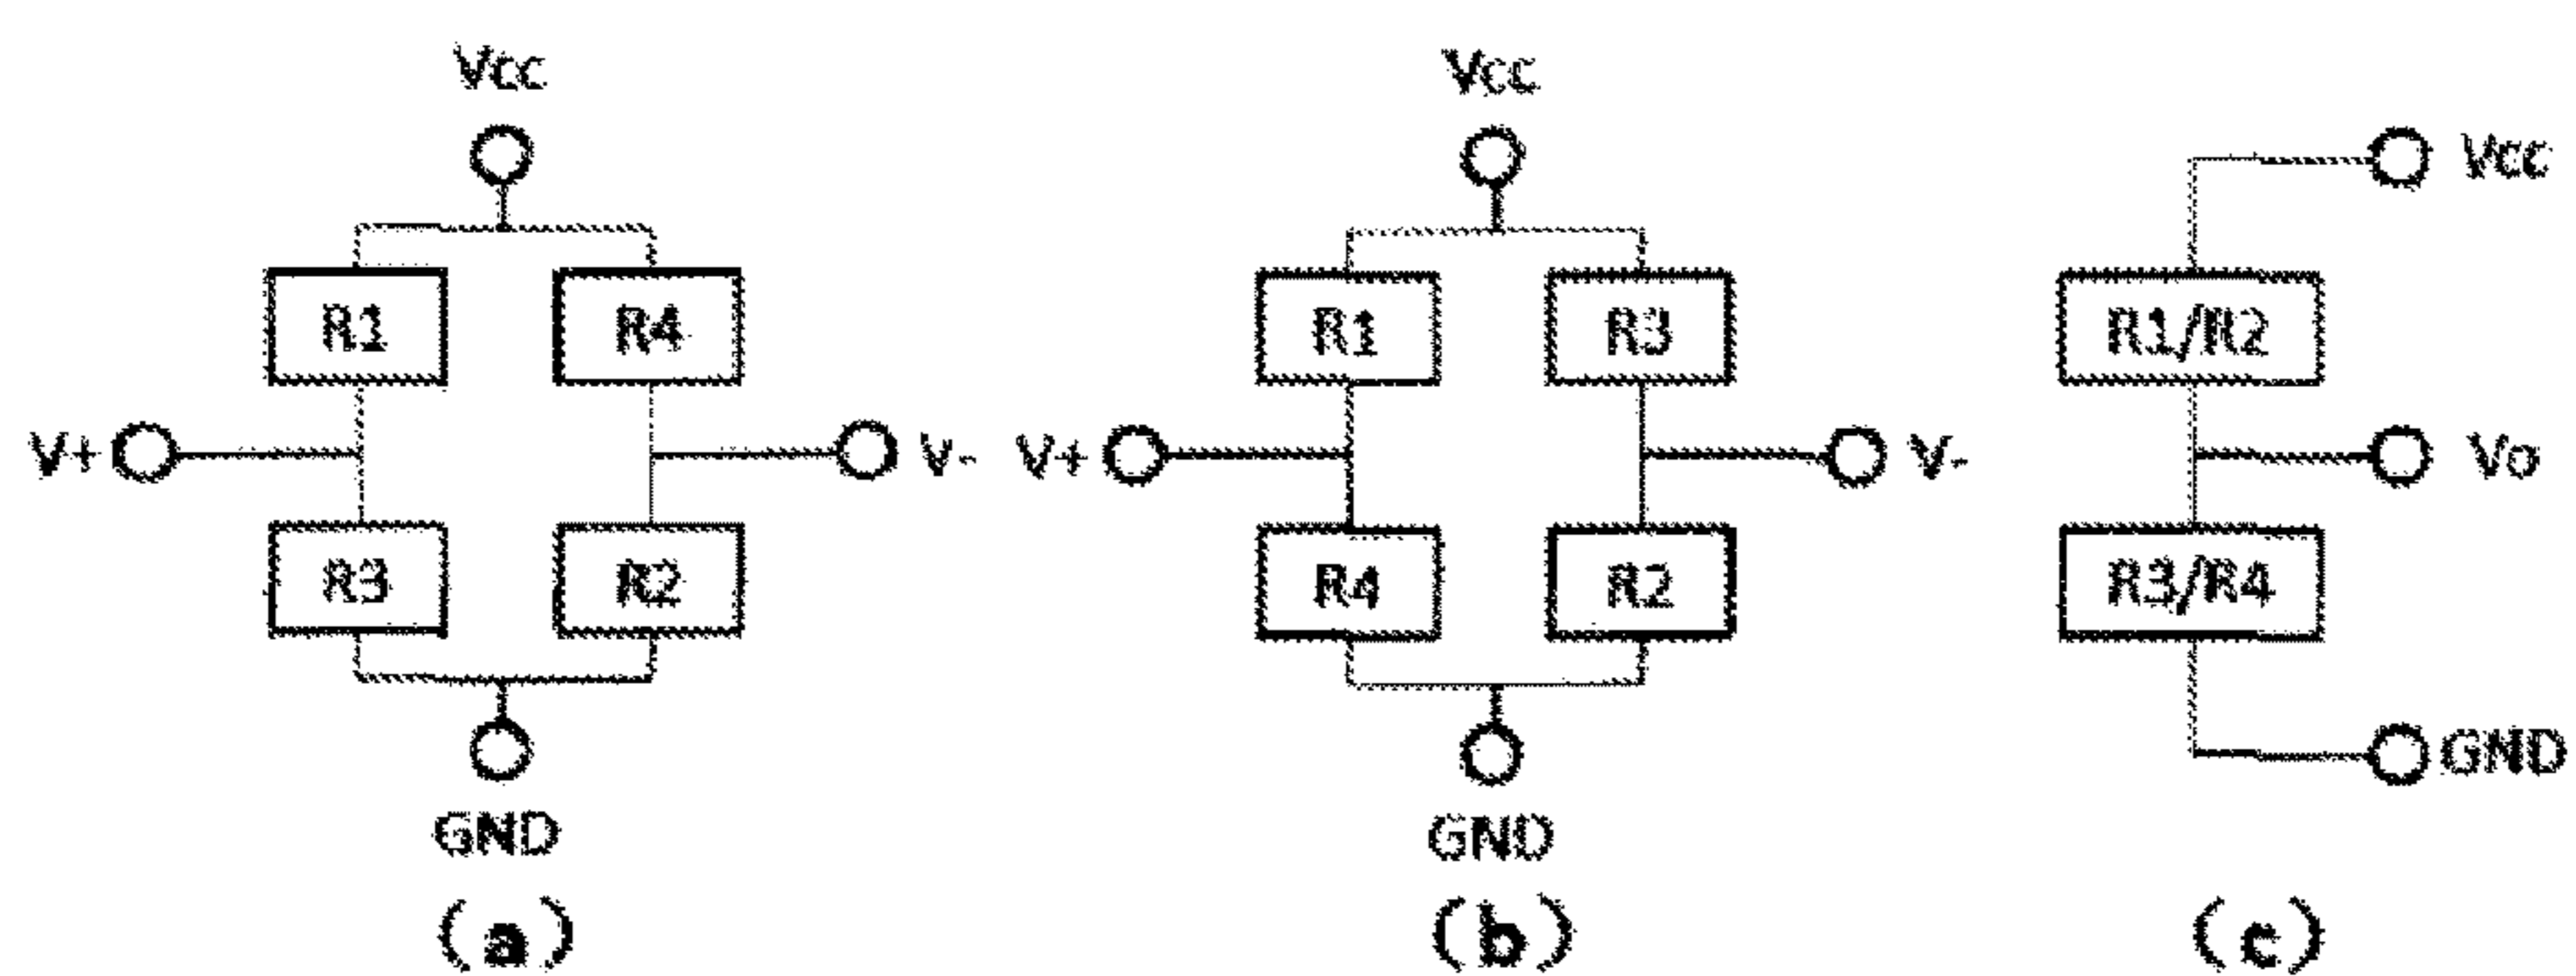 Vcc Vcc
Vcc
R1 R4 R1 R3 R1/R2
V+ V- V+ V- Vo
R3 R2 R4 R2 R3/R4
GND
GND GND
(a) (b) (c)